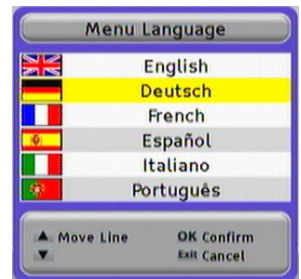 Menu Language
English
Deutsch
French
Español
Italiano
Português
Move Line OK Confirm
Exit Cancel